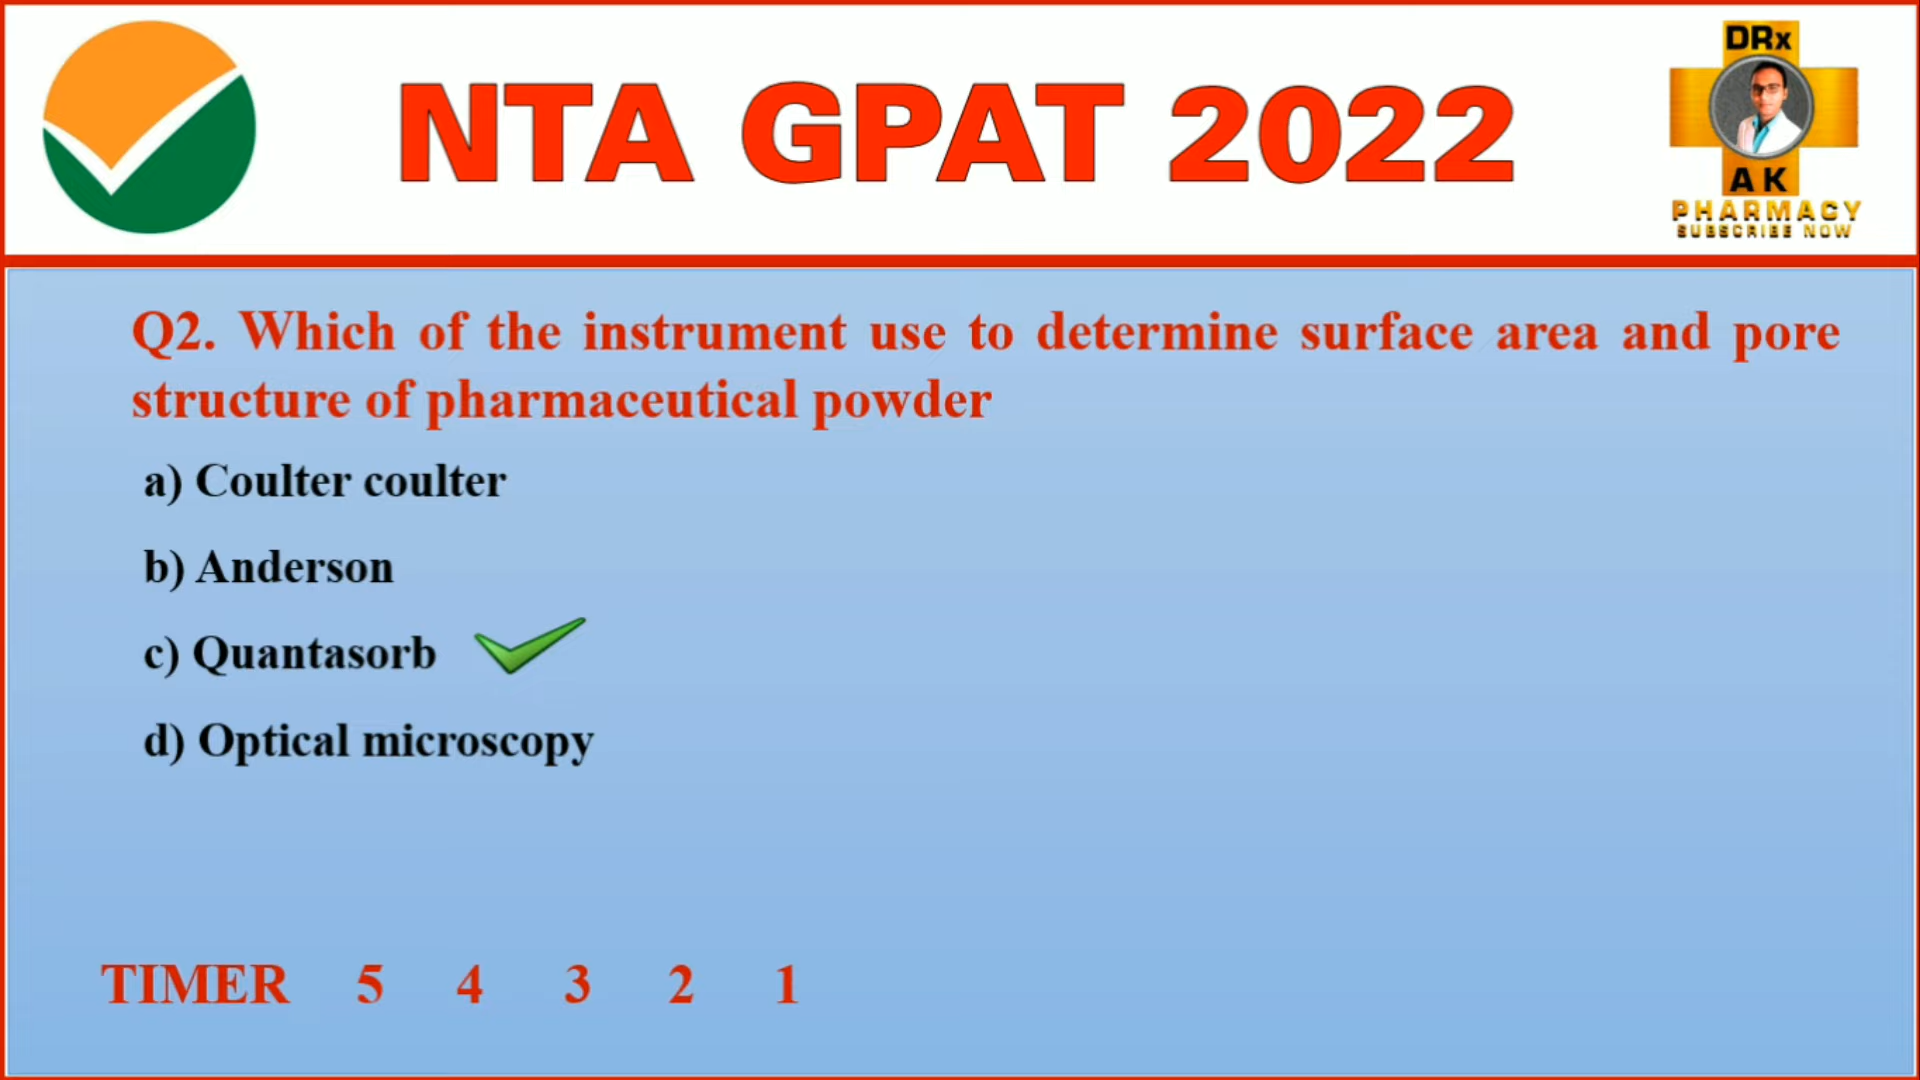 NTA GPAT 2022
DRx
A K
PHARMACY
SUBSCRIBE NOW
Q2. Which of the instrument use to determine surface area and pore
structure of pharmaceutical powder
a) Coulter coulter
b) Anderson
c) Quantasorb
d) Optical microscopy
TIMER 5 4 3 2 1